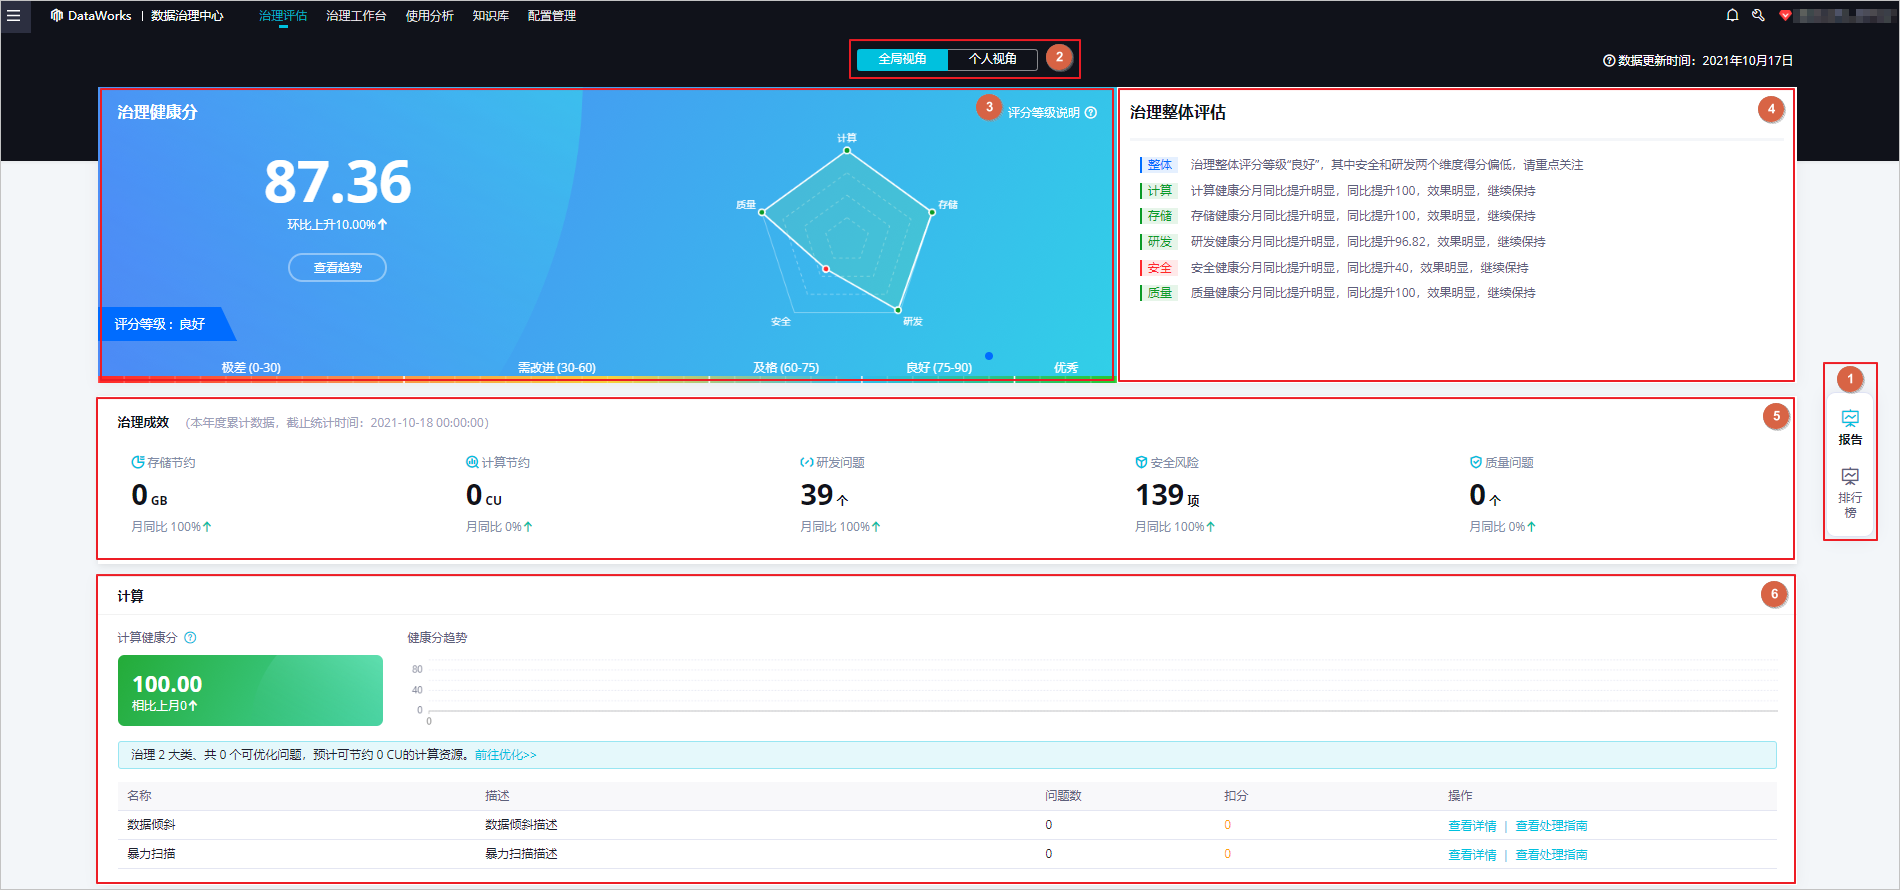 DataWorks | 数据治理中心 治理评估 治理工作台 使用分析 知识库 配置管理
全局视角 个人视角 2
数据更新时间：2021年10月17日
治理健康分
3 评分等级说明
87.36
环比上升10.00%
查看趋势
评分等级：良好
计算
质量
存储
安全
研发
极差 (0-30) 需改进 (30-60) 及格 (60-75) 良好 (75-90) 优秀
治理整体评估 4
整体 治理整体评分等级“良好”，其中安全和研发两个维度得分偏低，请重点关注
计算 计算健康分月同比提升明显，同比提升100，效果明显，继续保持
存储 存储健康分月同比提升明显，同比提升100，效果明显，继续保持
研发 研发健康分月同比提升明显，同比提升96.82，效果明显，继续保持
安全 安全健康分月同比提升明显，同比提升40，效果明显，继续保持
质量 质量健康分月同比提升明显，同比提升100，效果明显，继续保持
1
报告
排行
榜
治理成效 （本年度累计数据，截止统计时间：2021-10-18 00:00:00） 5
存储节约 计算节约 研发问题 安全风险 质量问题
0 GB 0 CU 39 个 139 项 0 个
月同比 100% 月同比 0% 月同比 100% 月同比 100% 月同比 0%
计算 6
计算健康分 健康分趋势
100.00
相比上月0
80
40
0
0
治理 2 大类、共 0 个可优化问题，预计可节约 0 CU的计算资源。前往优化>>
名称 描述 问题数 扣分 操作
数据倾斜 数据倾斜描述 0 0 查看详情 | 查看处理指南
暴力扫描 暴力扫描描述 0 0 查看详情 | 查看处理指南